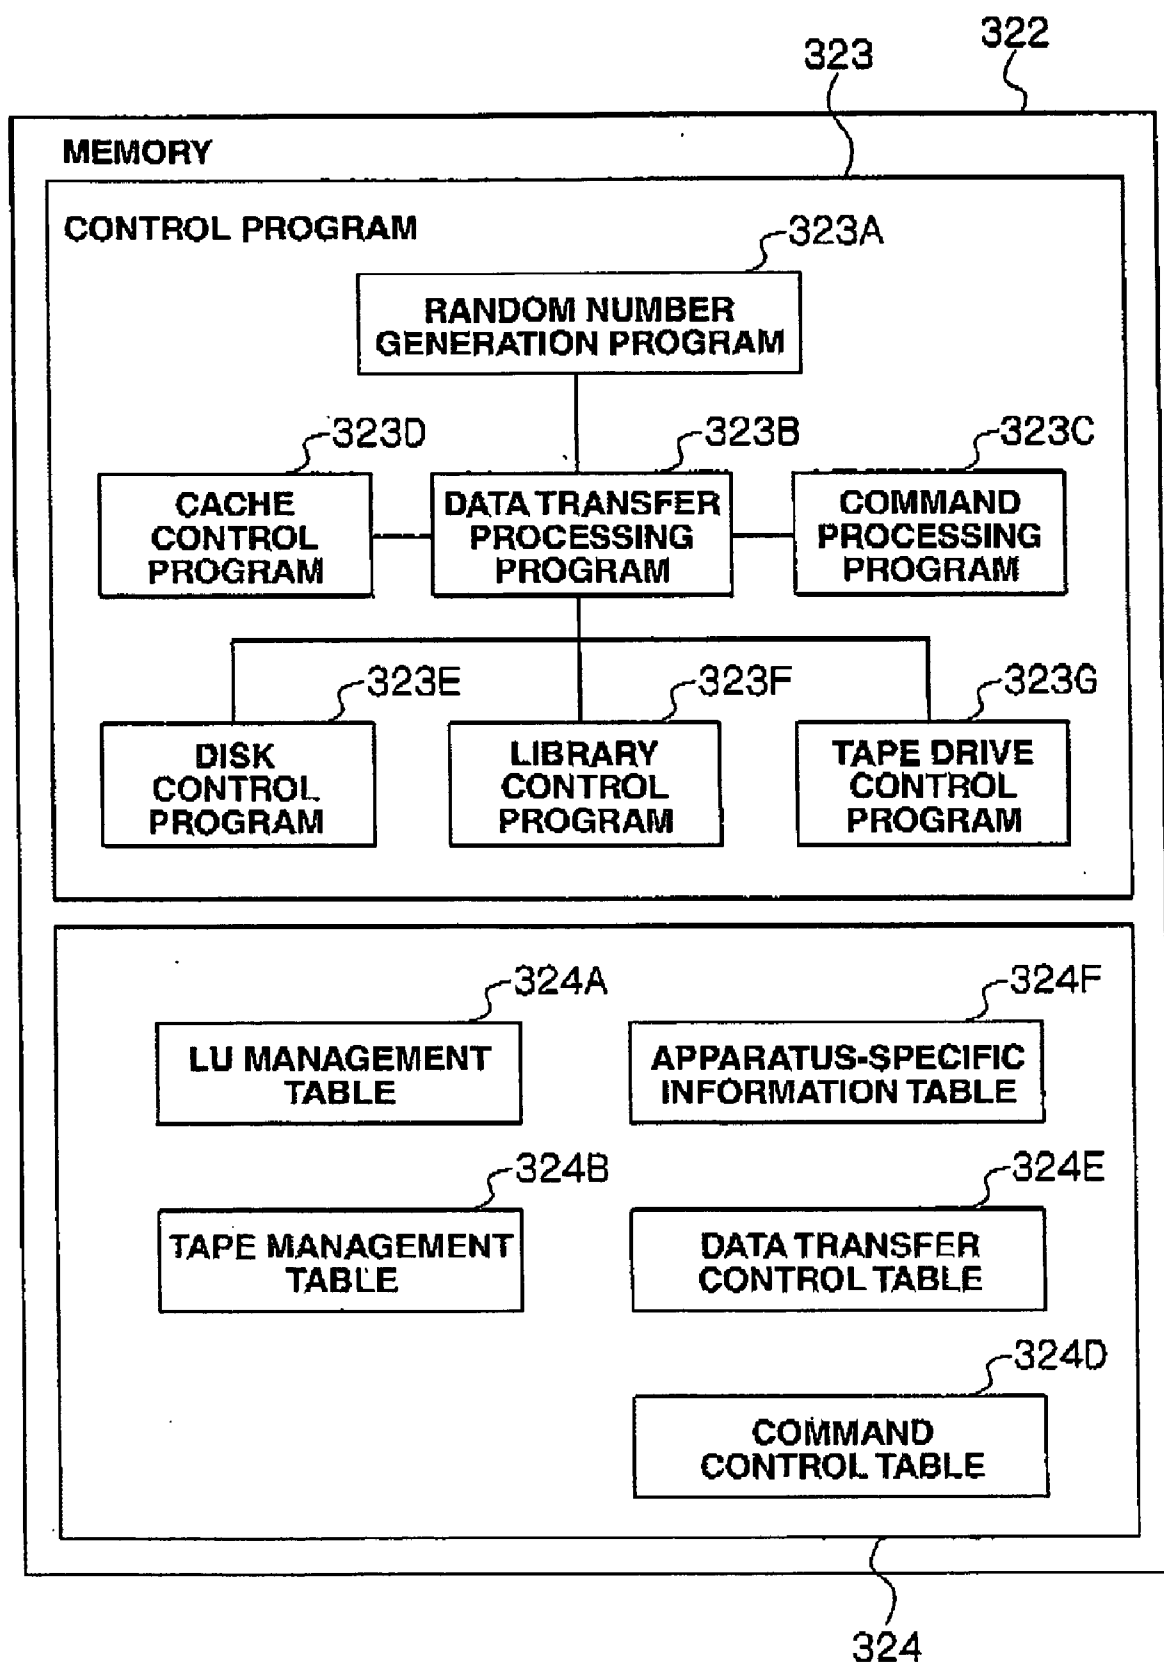 322
323
MEMORY
CONTROL PROGRAM
323A
RANDOM NUMBER
GENERATION PROGRAM
323D
323B
323C
CACHE
CONTROL
PROGRAM
DATA TRANSFER
PROCESSING
PROGRAM
COMMAND
PROCESSING
PROGRAM
323E
323F
323G
DISK
CONTROL
PROGRAM
LIBRARY
CONTROL
PROGRAM
TAPE DRIVE
CONTROL
PROGRAM
324A
324F
LU MANAGEMENT
TABLE
APPARATUS-SPECIFIC
INFORMATION TABLE
324B
324E
TAPE MANAGEMENT
TABLE
DATA TRANSFER
CONTROL TABLE
324D
COMMAND
CONTROL TABLE
324